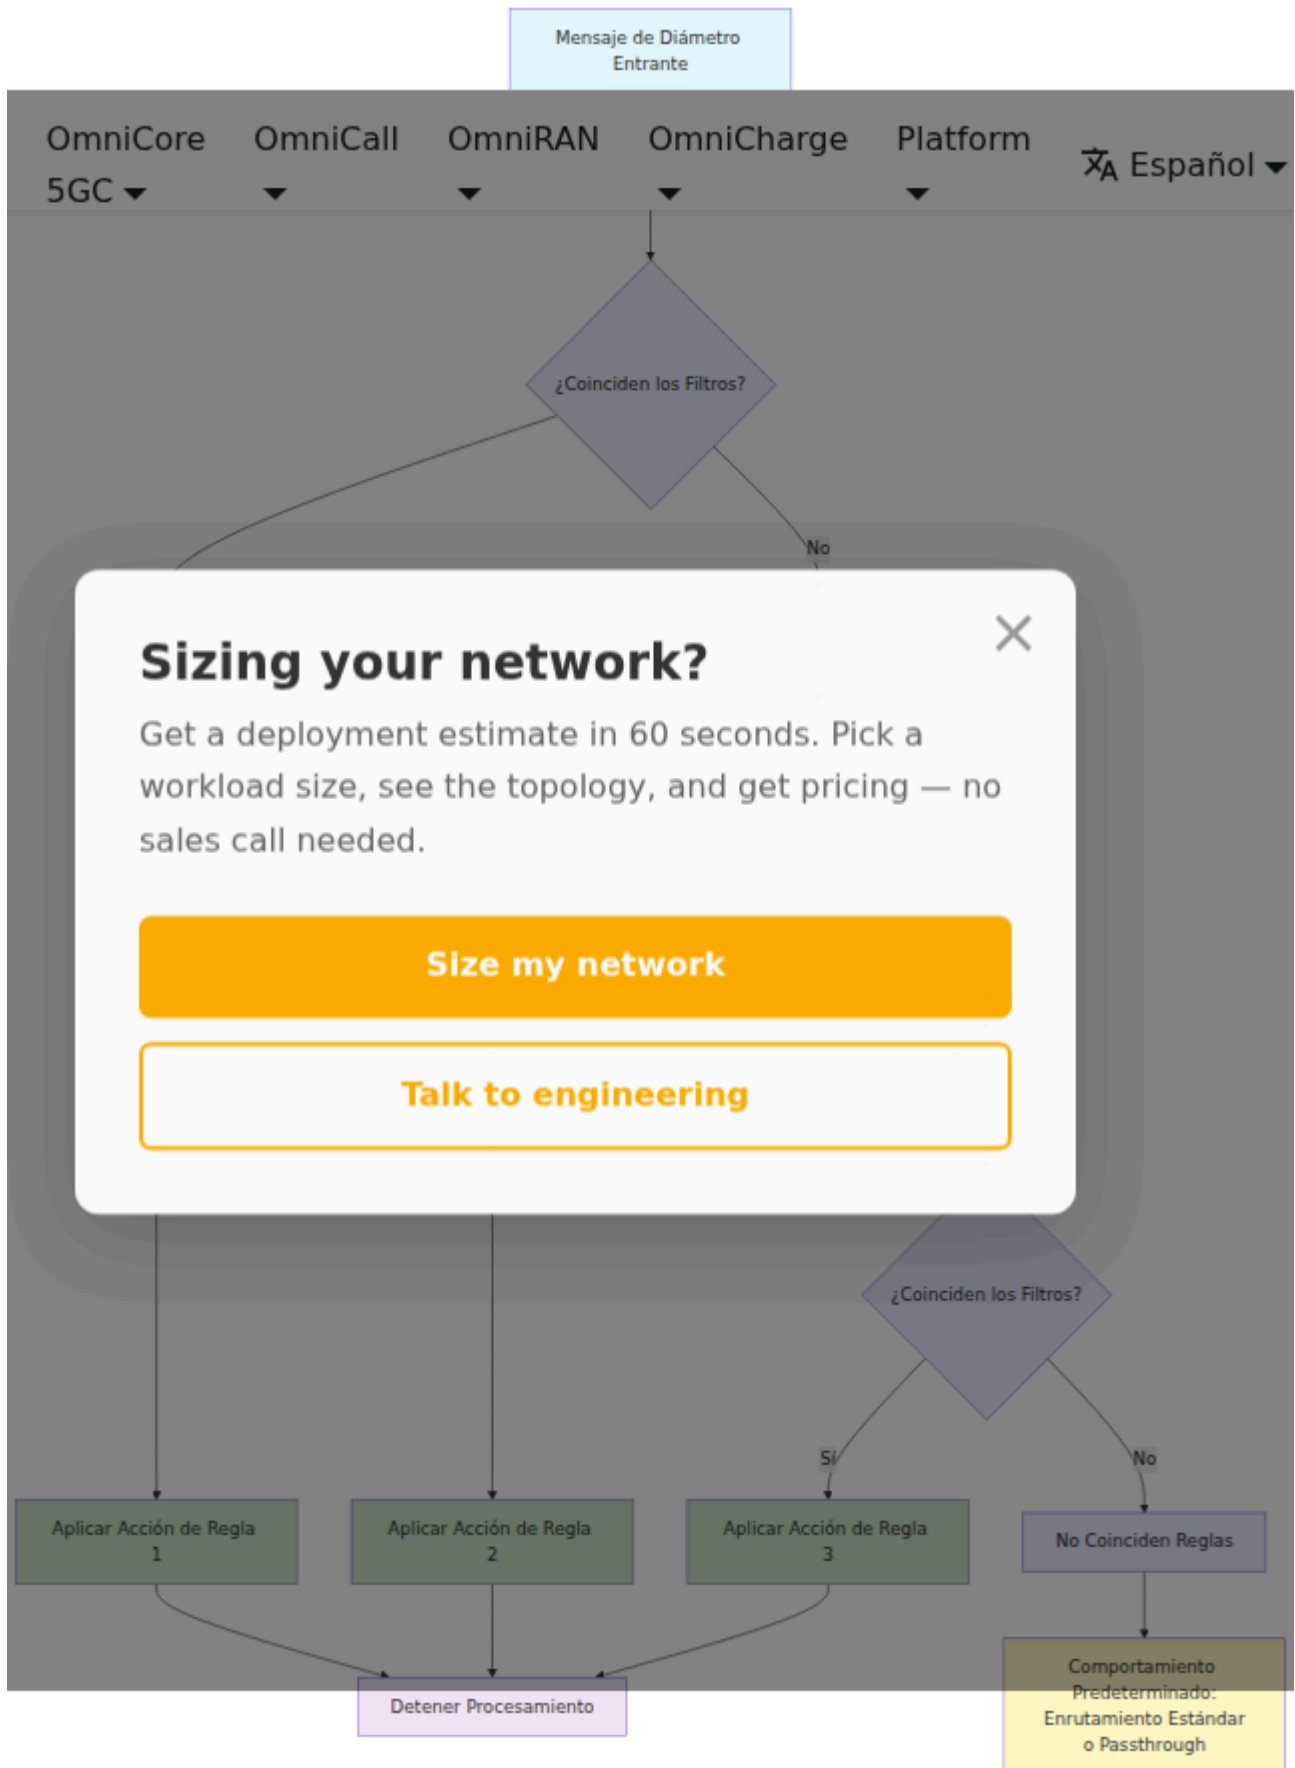 Mensaje de Diámetro
Entrante
OmniCore
5GC
OmniCall
OmniRAN
OmniCharge
Platform
Español
¿Coinciden los Filtros?
No
Sizing your network?
Get a deployment estimate in 60 seconds. Pick a
workload size, see the topology, and get pricing — no
sales call needed.
Size my network
Talk to engineering
¿Coinciden los Filtros?
Sí
No
Aplicar Acción de Regla
1
Aplicar Acción de Regla
2
Aplicar Acción de Regla
3
No Coinciden Reglas
Detener Procesamiento
Comportamiento
Predeterminado:
Enrutamiento Estándar
o Passthrough